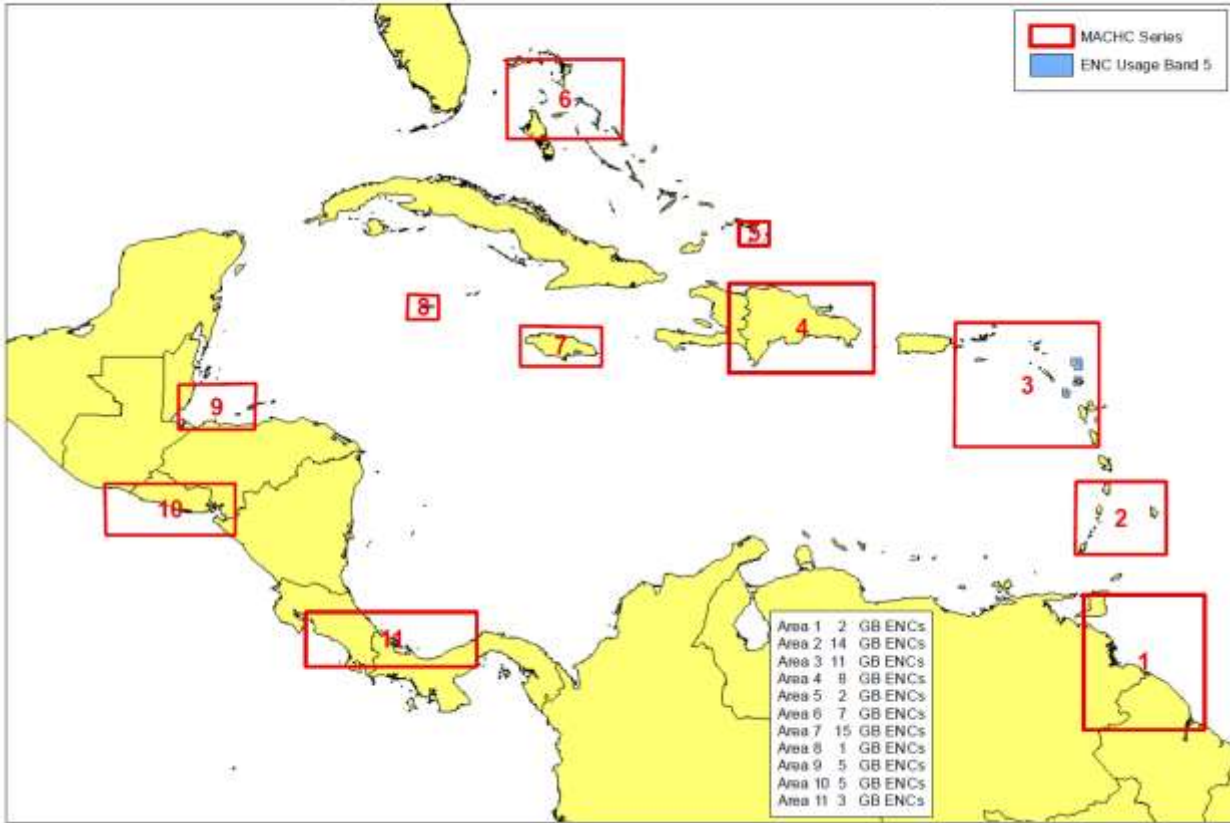 MACHC Series
ENC Usage Band 5
6
5
8
4
7
3
9
10
2
11
1
Area 1 2 GB ENCs
Area 2 14 GB ENCs
Area 3 11 GB ENCs
Area 4 8 GB ENCs
Area 5 2 GB ENCs
Area 6 7 GB ENCs
Area 7 15 GB ENCs
Area 8 1 GB ENCs
Area 9 5 GB ENCs
Area 10 5 GB ENCs
Area 11 3 GB ENCs